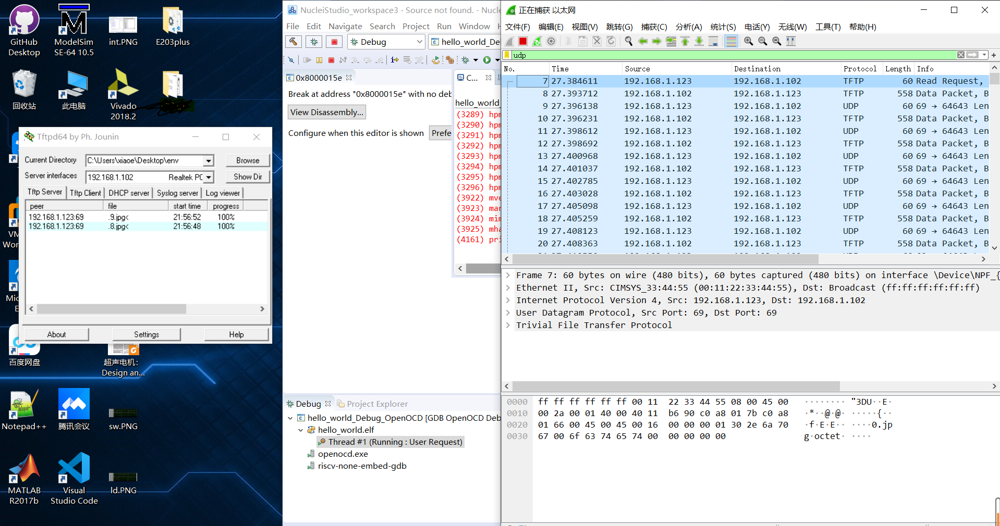 GitHub
Desktop
ModelSim
SE-64 10.5
int.PNG
E203plus
回收站
此电脑
Vivado
2018.2
Tftpd64 by Ph. Jounin
Current Directory
C:\Users\xiaoe\Desktop\env
Browse
Server interfaces
192.168.1.102
Realtek PC
Show Dir
Tftp Server
Tftp Client
DHCP server
Syslog server
Log viewer
peer file start time progress
192.168.1.123:69 .9.jpg< 21:56:52 100%
192.168.1.123:69 .8.jpg< 21:56:48 100%
About
Settings
Help
VM
Wor
Mic
E
百度网盘
超声电机:
Design an...
Notepad++
腾讯会议
sw.PNG
MATLAB
R2017b
Visual
Studio Code
ld.PNG
NucleiStudio_workspace3 - Source not found. - Nucle
File Edit Navigate Search Project Run Window H
Debug
hello_world_De
0x8000015e
Break at address "0x8000015e" with no deb
View Disassembly...
Configure when this editor is shown
Prefe
C...
hello_world_
(3289) hpm
(3290) hpm
(3291) hpm
(3292) hpm
(3293) hpm
(3294) hpm
(3295) hpm
(3296) hpm
(3922) mve
(3923) mar
(3924) mim
(3925) mha
(4161) pri
Debug
Project Explorer
hello_world_Debug_OpenOCD [GDB OpenOCD Deb
hello_world.elf
Thread #1 (Running : User Request)
openocd.exe
riscv-none-embed-gdb
正在捕获 以太网
文件(F) 编辑(E) 视图(V) 跳转(G) 捕获(C) 分析(A) 统计(S) 电话(Y) 无线(W) 工具(T) 帮助(H)
udp
No. Time Source Destination Protocol Length Info
7 27.384611 192.168.1.123 192.168.1.102 TFTP 60 Read Request,
8 27.393712 192.168.1.102 192.168.1.123 TFTP 558 Data Packet, B
9 27.396138 192.168.1.123 192.168.1.102 UDP 60 69 → 64643 Len
10 27.396231 192.168.1.102 192.168.1.123 TFTP 558 Data Packet, B
11 27.398612 192.168.1.123 192.168.1.102 UDP 60 69 → 64643 Len
12 27.398692 192.168.1.102 192.168.1.123 TFTP 558 Data Packet, B
13 27.400968 192.168.1.123 192.168.1.102 UDP 60 69 → 64643 Len
14 27.401037 192.168.1.102 192.168.1.123 TFTP 558 Data Packet, B
15 27.402785 192.168.1.123 192.168.1.102 UDP 60 69 → 64643 Len
16 27.403028 192.168.1.102 192.168.1.123 TFTP 558 Data Packet, B
17 27.405098 192.168.1.123 192.168.1.102 UDP 60 69 → 64643 Len
18 27.405259 192.168.1.102 192.168.1.123 TFTP 558 Data Packet, B
19 27.408123 192.168.1.123 192.168.1.102 UDP 60 69 → 64643 Len
20 27.408363 192.168.1.102 192.168.1.123 TFTP 558 Data Packet, B
Frame 7: 60 bytes on wire (480 bits), 60 bytes captured (480 bits) on interface \Device\NPF_{
Ethernet II, Src: CIMSYS_33:44:55 (00:11:22:33:44:55), Dst: Broadcast (ff:ff:ff:ff:ff:ff)
Internet Protocol Version 4, Src: 192.168.1.123, Dst: 192.168.1.102
User Datagram Protocol, Src Port: 69, Dst Port: 69
Trivial File Transfer Protocol
0000 ff ff ff ff ff ff 00 11 22 33 44 55 08 00 45 00 ········ "3DU··E·
0010 00 2a 00 01 40 00 40 11 b6 90 c0 a8 01 7b c0 a8 ·*··@·@· ·····{··
0020 01 66 00 45 00 45 00 16 00 00 00 01 30 2e 6a 70 ·f·E·E·· ····0.jp
0030 67 00 6f 63 74 65 74 00 00 00 00 00 g·octet· ····